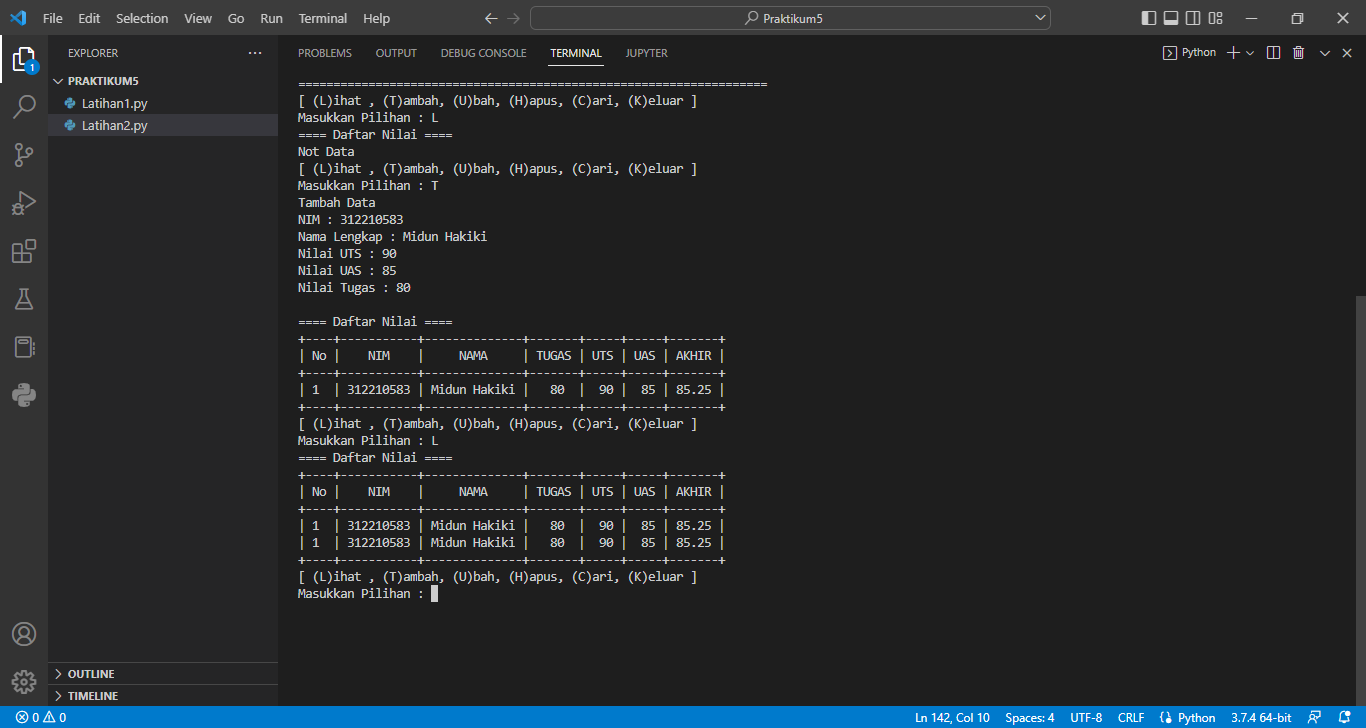 File Edit Selection View Go Run Terminal Help
Praktikum5
EXPLORER
PRAKTIKUM5
Latihan1.py
Latihan2.py
OUTLINE
TIMELINE
1
PROBLEMS OUTPUT DEBUG CONSOLE TERMINAL JUPYTER
Python
===================================================================
[ (L)ihat , (T)ambah, (U)bah, (H)apus, (C)ari, (K)eluar ]
Masukkan Pilihan : L
==== Daftar Nilai ====
Not Data
[ (L)ihat , (T)ambah, (U)bah, (H)apus, (C)ari, (K)eluar ]
Masukkan Pilihan : T
Tambah Data
NIM : 312210583
Nama Lengkap : Midun Hakiki
Nilai UTS : 90
Nilai UAS : 85
Nilai Tugas : 80
==== Daftar Nilai ====
+----+-----------+--------------+-------+-----+-----+-------+
| No |    NIM    |     NAMA     | TUGAS | UTS | UAS | AKHIR |
+----+-----------+--------------+-------+-----+-----+-------+
| 1  | 312210583 | Midun Hakiki |   80  |  90 |  85 | 85.25 |
+----+-----------+--------------+-------+-----+-----+-------+
[ (L)ihat , (T)ambah, (U)bah, (H)apus, (C)ari, (K)eluar ]
Masukkan Pilihan : L
==== Daftar Nilai ====
+----+-----------+--------------+-------+-----+-----+-------+
| No |    NIM    |     NAMA     | TUGAS | UTS | UAS | AKHIR |
+----+-----------+--------------+-------+-----+-----+-------+
| 1  | 312210583 | Midun Hakiki |   80  |  90 |  85 | 85.25 |
| 1  | 312210583 | Midun Hakiki |   80  |  90 |  85 | 85.25 |
+----+-----------+--------------+-------+-----+-----+-------+
[ (L)ihat , (T)ambah, (U)bah, (H)apus, (C)ari, (K)eluar ]
Masukkan Pilihan :
0 0 Ln 142, Col 10 Spaces: 4 UTF-8 CRLF Python 3.7.4 64-bit